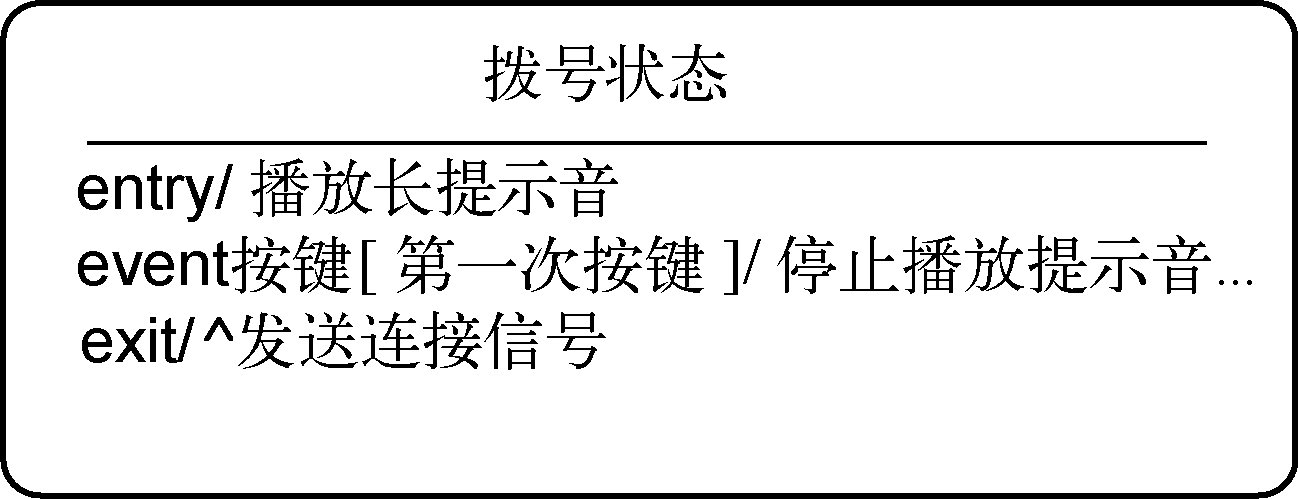 拨号状态
entry/ 播放长提示音
event按键[ 第一次按键 ]/ 停止播放提示音...
exit/^发送连接信号